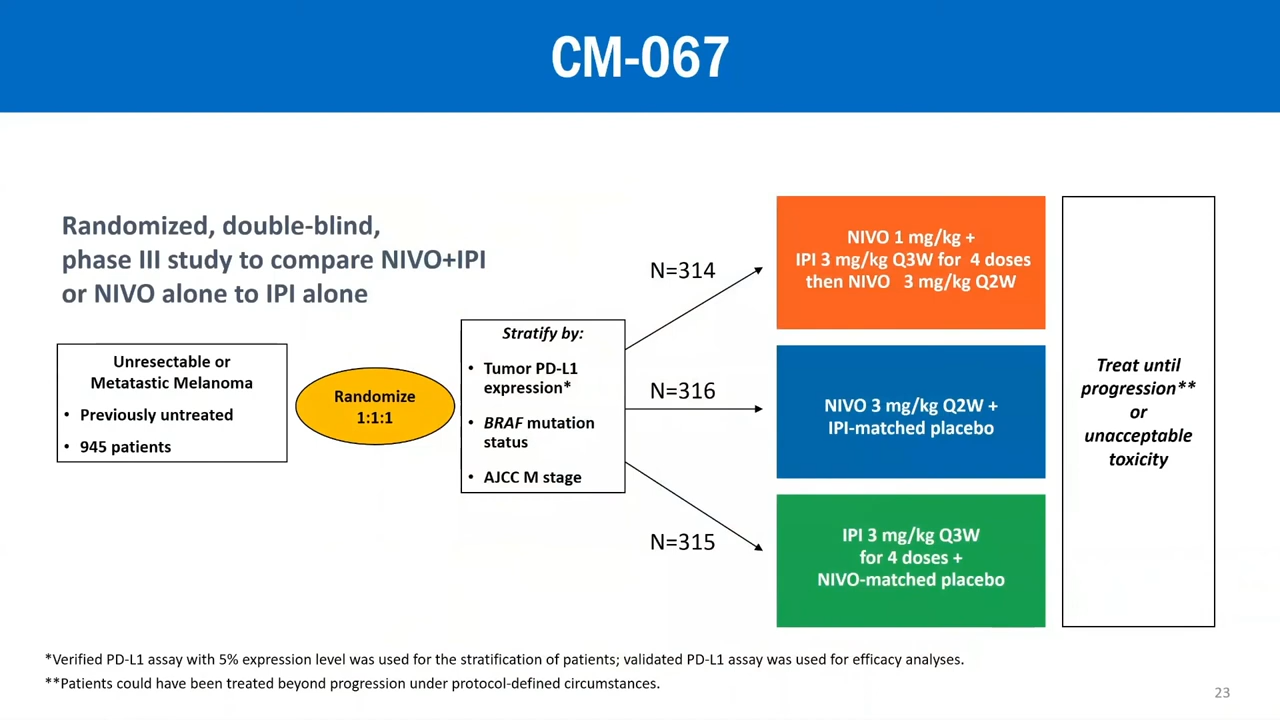 CM-067
Randomized, double-blind,
phase III study to compare NIVO+IPI
or NIVO alone to IPI alone
Unresectable or
Metatastic Melanoma
• Previously untreated
• 945 patients
Randomize
1:1:1
Stratify by:
• Tumor PD-L1
expression*
• BRAF mutation
status
• AJCC M stage
N=314
N=316
N=315
NIVO 1 mg/kg +
IPI 3 mg/kg Q3W for 4 doses
then NIVO 3 mg/kg Q2W
NIVO 3 mg/kg Q2W +
IPI-matched placebo
IPI 3 mg/kg Q3W
for 4 doses +
NIVO-matched placebo
Treat until
progression**
or
unacceptable
toxicity
*Verified PD-L1 assay with 5% expression level was used for the stratification of patients; validated PD-L1 assay was used for efficacy analyses.
**Patients could have been treated beyond progression under protocol-defined circumstances.
23